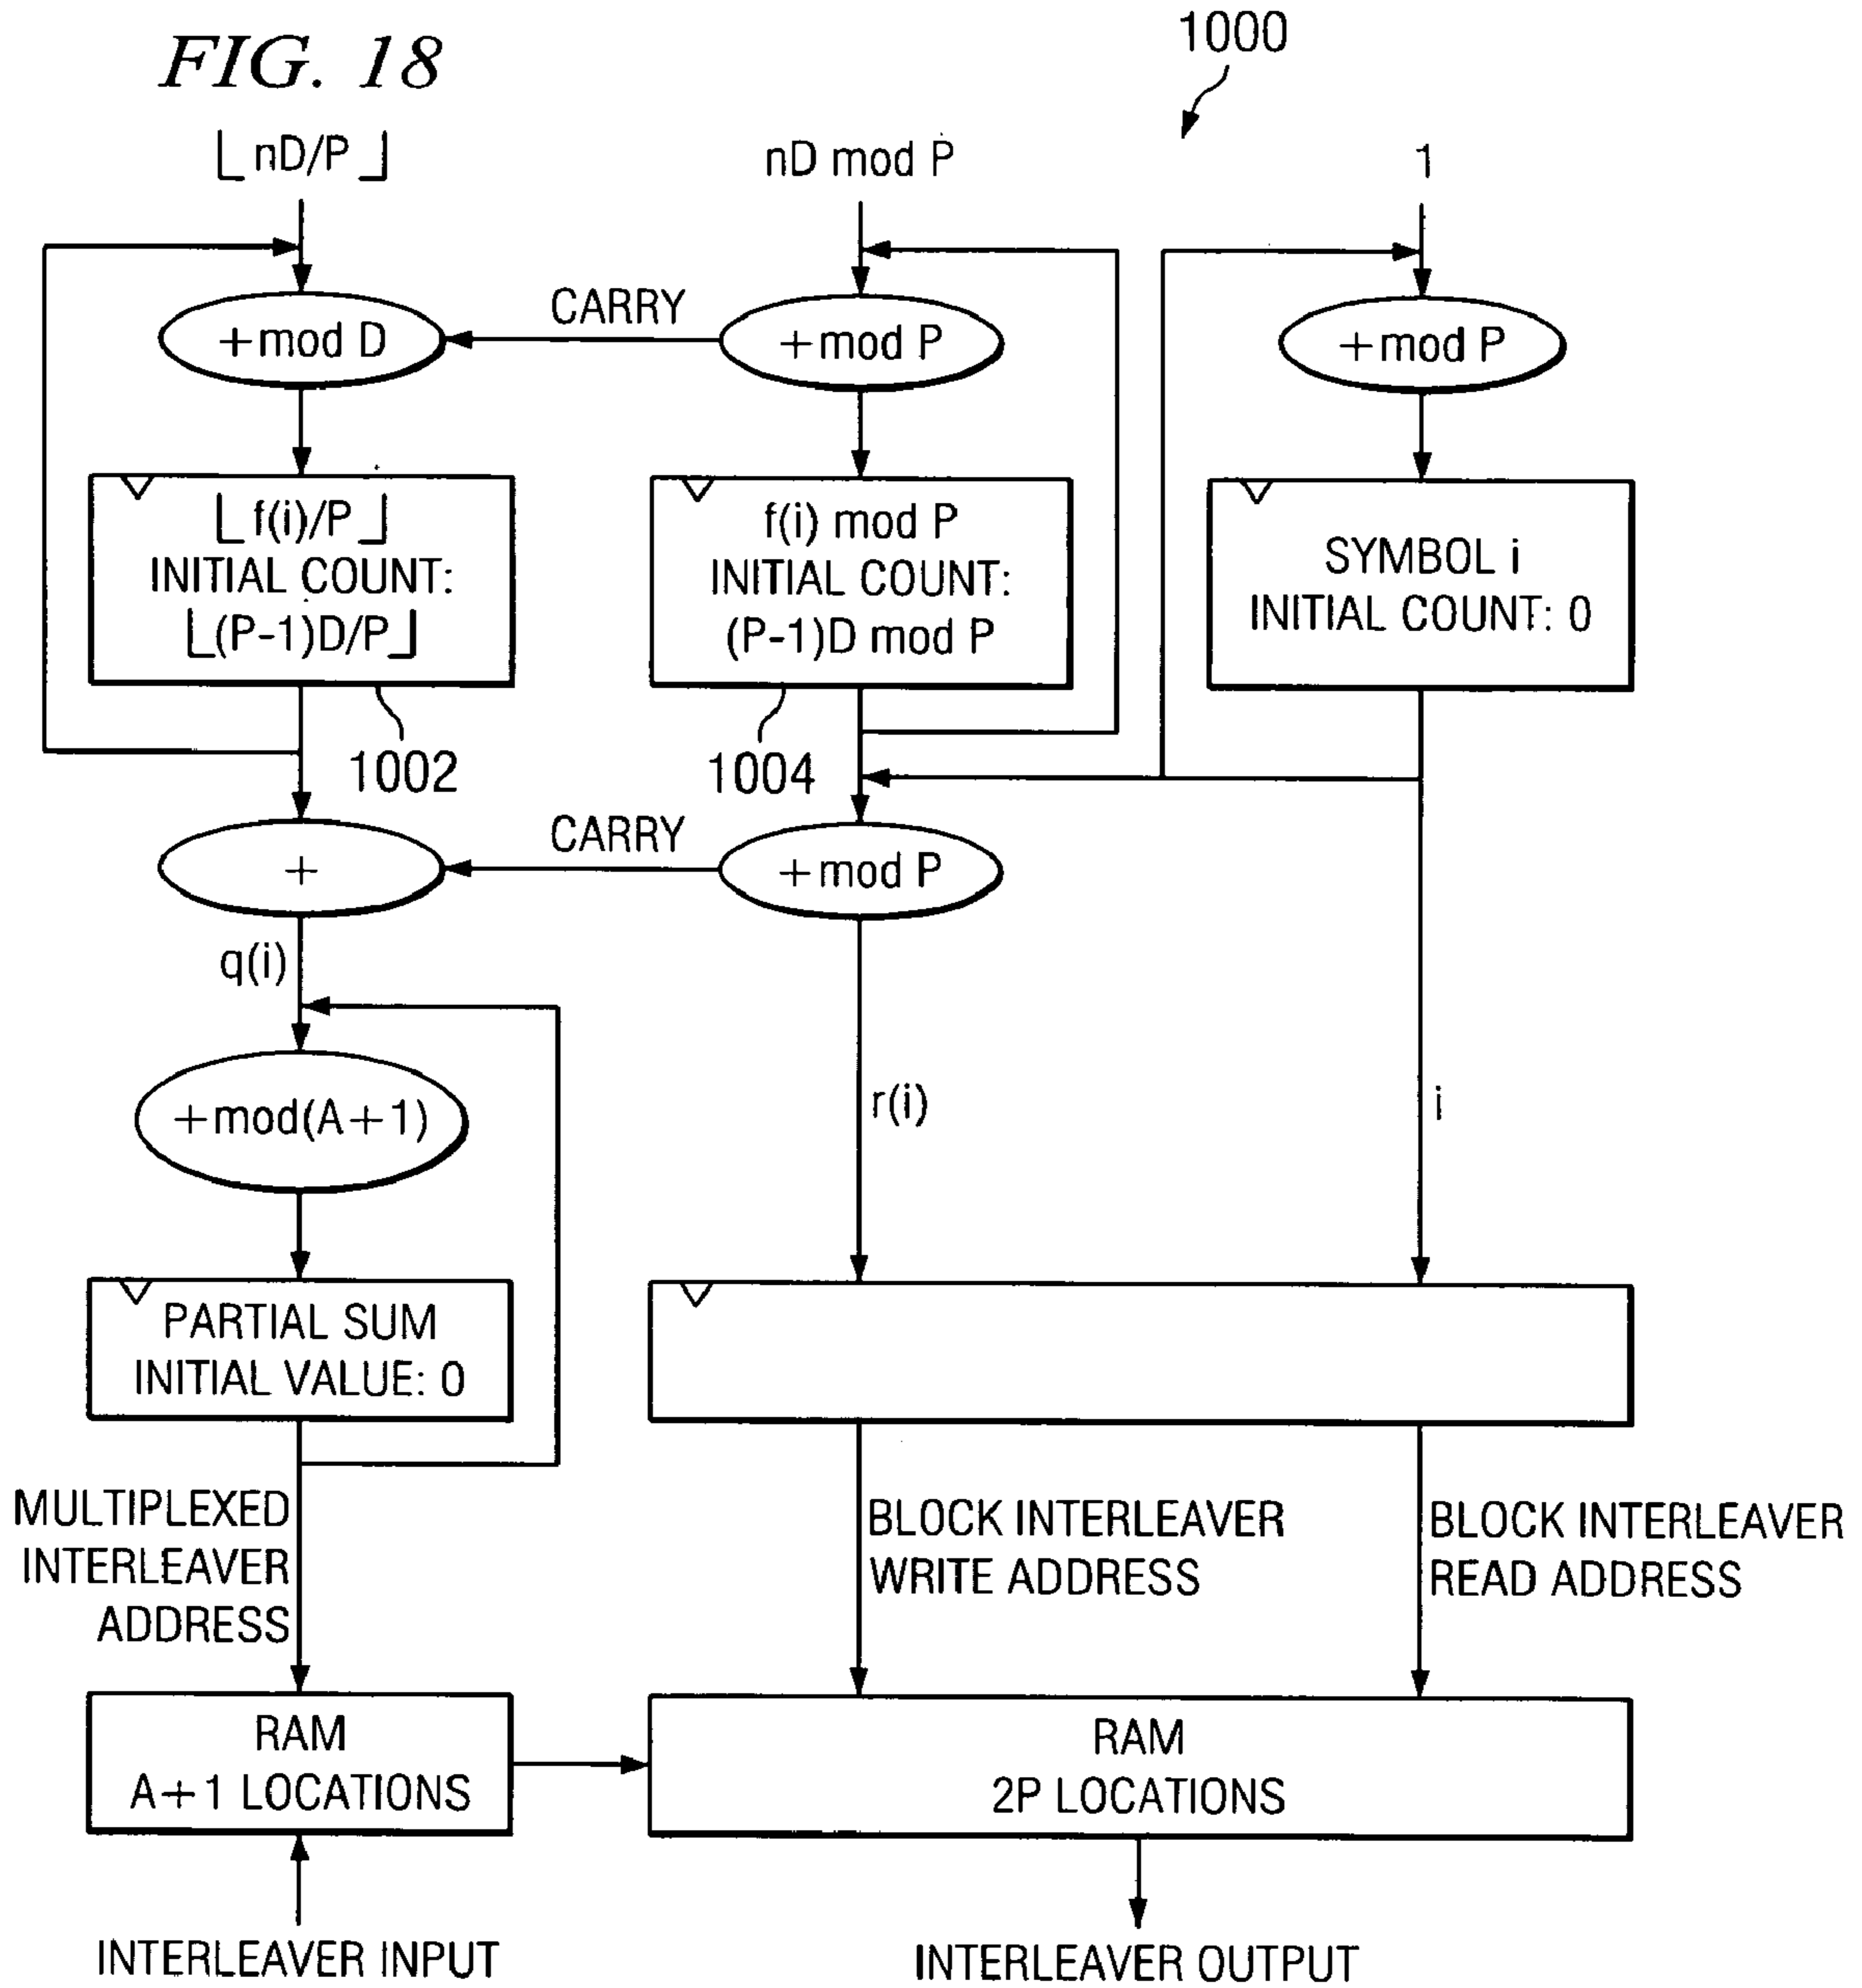 FIG. 18
1000
⌊nD/P⌋
nD mod P
1
+mod D
CARRY
+mod P
+mod P
⌊f(i)/P⌋
INITIAL COUNT:
⌊(P-1)D/P⌋
f(i) mod P
INITIAL COUNT:
(P-1)D mod P
SYMBOL i
INITIAL COUNT: 0
1002
1004
+
CARRY
+mod P
q(i)
+mod(A+1)
r(i)
i
PARTIAL SUM
INITIAL VALUE: 0
MULTIPLEXED
INTERLEAVER
ADDRESS
BLOCK INTERLEAVER
WRITE ADDRESS
BLOCK INTERLEAVER
READ ADDRESS
RAM
A+1 LOCATIONS
RAM
2P LOCATIONS
INTERLEAVER INPUT
INTERLEAVER OUTPUT